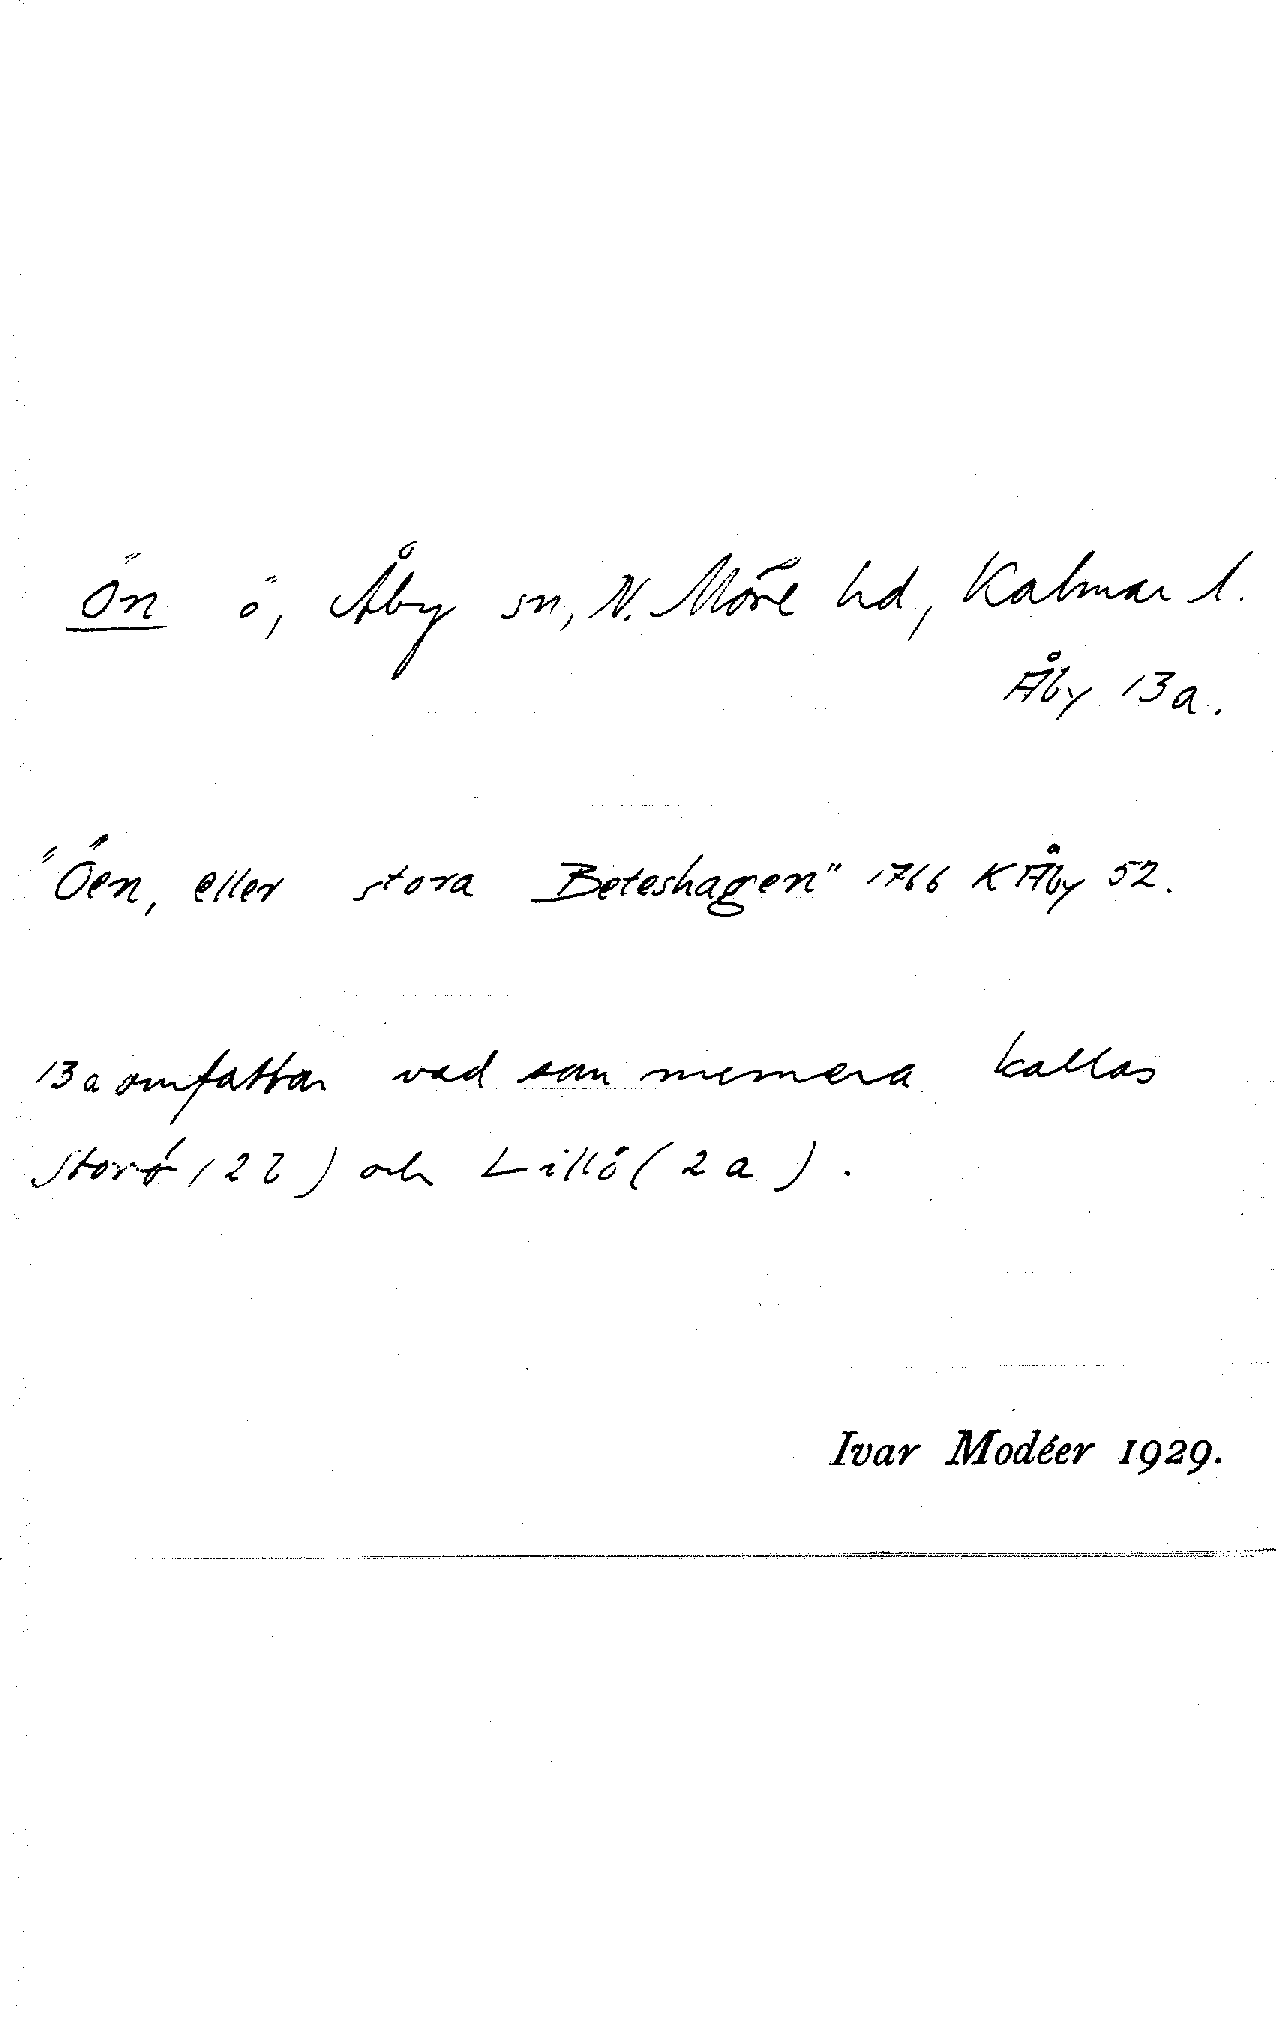 Ön ö, Åby sn, N. Möre hd, Kalmar l.
Åby 13a.
"Öen, eller stora Beteshagen" 1766 K Åby 52.
13a omfattar vad som numera kallas
Storö (2b) och Lillö (2a).
Ivar Modéer 1929.